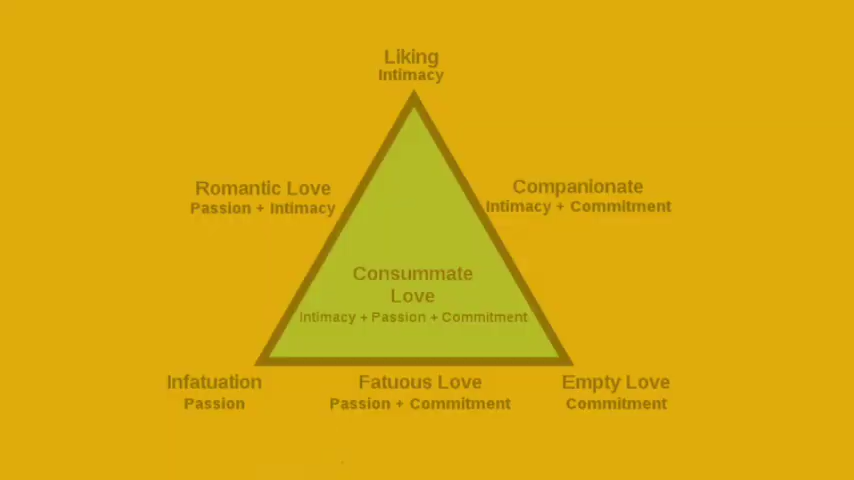 Liking
Intimacy
Romantic Love
Passion + Intimacy
Companionate
Intimacy + Commitment
Consummate
Love
Intimacy + Passion + Commitment
Infatuation
Passion
Fatuous Love
Passion + Commitment
Empty Love
Commitment